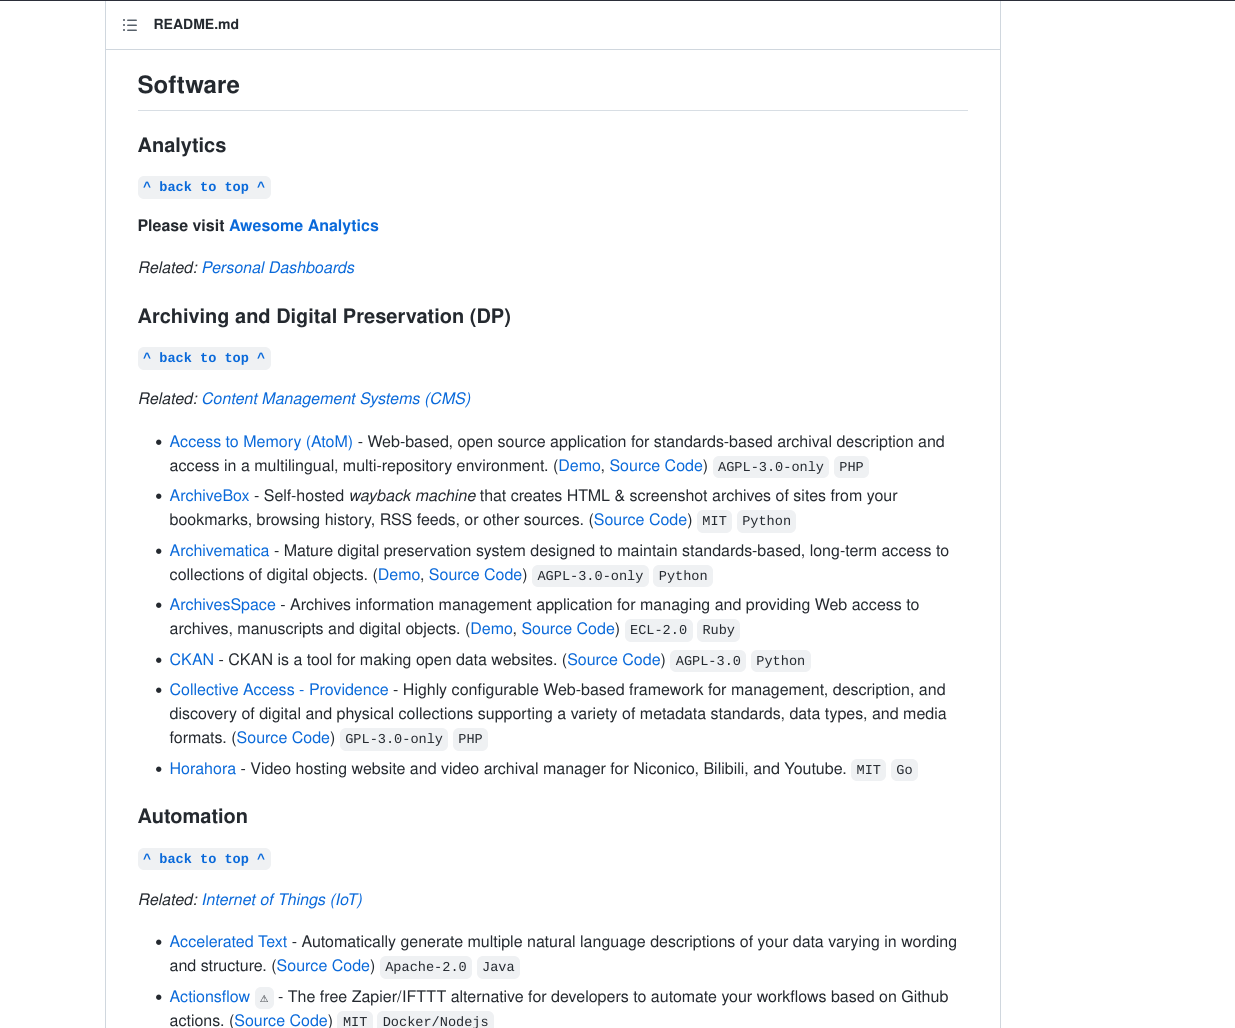 README.md
Software
Analytics
^ back to top ^
Please visit Awesome Analytics
Related: Personal Dashboards
Archiving and Digital Preservation (DP)
^ back to top ^
Related: Content Management Systems (CMS)
• Access to Memory (AtoM) - Web-based, open source application for standards-based archival description and
access in a multilingual, multi-repository environment. (Demo, Source Code) AGPL-3.0-only PHP
• ArchiveBox - Self-hosted wayback machine that creates HTML & screenshot archives of sites from your
bookmarks, browsing history, RSS feeds, or other sources. (Source Code) MIT Python
• Archivematica - Mature digital preservation system designed to maintain standards-based, long-term access to
collections of digital objects. (Demo, Source Code) AGPL-3.0-only Python
• ArchivesSpace - Archives information management application for managing and providing Web access to
archives, manuscripts and digital objects. (Demo, Source Code) ECL-2.0 Ruby
• CKAN - CKAN is a tool for making open data websites. (Source Code) AGPL-3.0 Python
• Collective Access - Providence - Highly configurable Web-based framework for management, description, and
discovery of digital and physical collections supporting a variety of metadata standards, data types, and media
formats. (Source Code) GPL-3.0-only PHP
• Horahora - Video hosting website and video archival manager for Niconico, Bilibili, and Youtube. MIT Go
Automation
^ back to top ^
Related: Internet of Things (IoT)
• Accelerated Text - Automatically generate multiple natural language descriptions of your data varying in wording
and structure. (Source Code) Apache-2.0 Java
• Actionsflow ⚠ - The free Zapier/IFTTT alternative for developers to automate your workflows based on Github
actions. (Source Code) MIT Docker/Nodejs